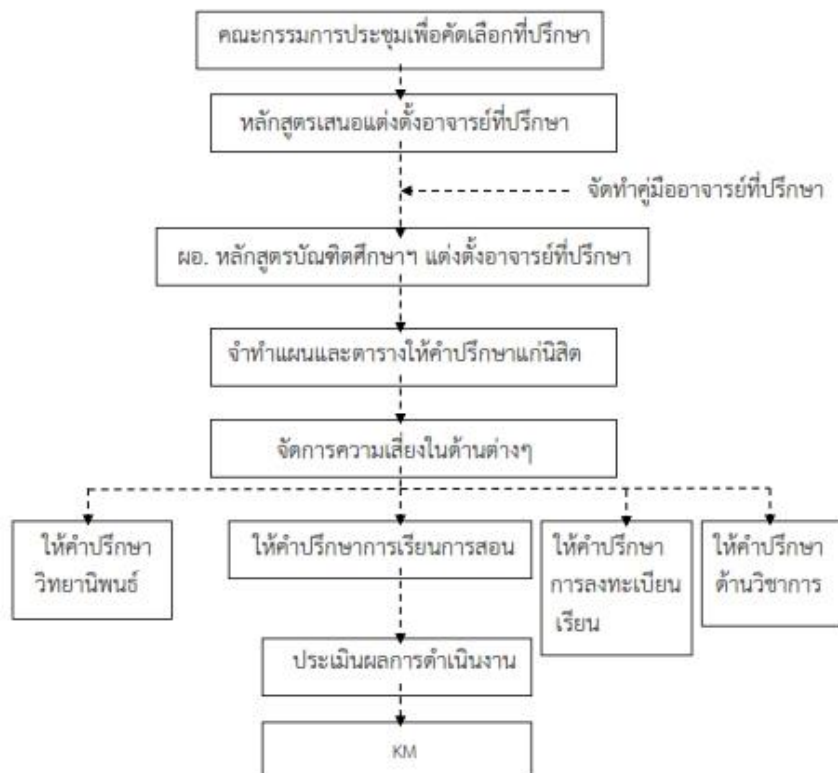 คณะกรรมการประชุมเพื่อคัดเลือกที่ปรึกษา
หลักสูตรเสนอแต่งตั้งอาจารย์ที่ปรึกษา
จัดทำคู่มืออาจารย์ที่ปรึกษา
ผอ. หลักสูตรบัณฑิตศึกษาฯ แต่งตั้งอาจารย์ที่ปรึกษา
จำทำแผนและตารางให้คำปรึกษาแก่นิสิต
จัดการความเสี่ยงในด้านต่างๆ
ให้คำปรึกษา
วิทยานิพนธ์
ให้คำปรึกษาการเรียนการสอน
ให้คำปรึกษา
การลงทะเบียน
เรียน
ให้คำปรึกษา
ด้านวิชาการ
ประเมินผลการดำเนินงาน
KM